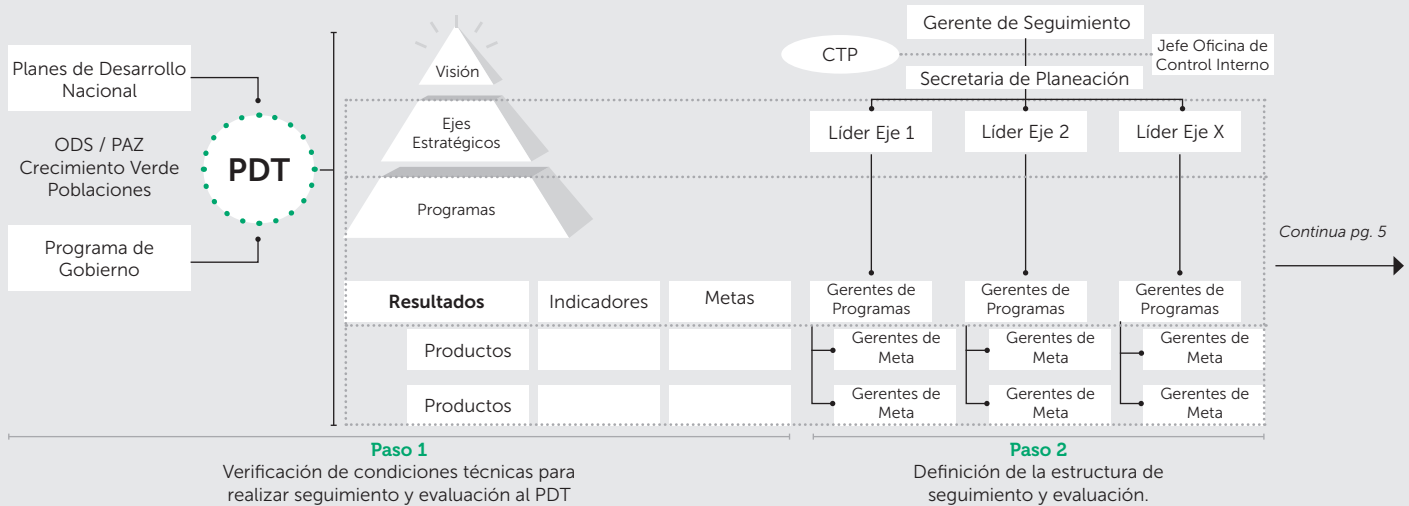 Planes de Desarrollo
Nacional
ODS / PAZ
Crecimiento Verde
Poblaciones
PDT
Programa de
Gobierno
Visión
Ejes
Estratégicos
Programas
Resultados
Indicadores
Metas
Productos
Productos
Gerente de Seguimiento
CTP
Jefe Oficina de
Control Interno
Secretaria de Planeación
Líder Eje 1
Líder Eje 2
Líder Eje X
Gerentes de
Programas
Gerentes de
Programas
Gerentes de
Programas
Gerentes de
Meta
Gerentes de
Meta
Gerentes de
Meta
Gerentes de
Meta
Gerentes de
Meta
Gerentes de
Meta
Continua pg. 5
Paso 1
Verificación de condiciones técnicas para
realizar seguimiento y evaluación al PDT
Paso 2
Definición de la estructura de
seguimiento y evaluación.